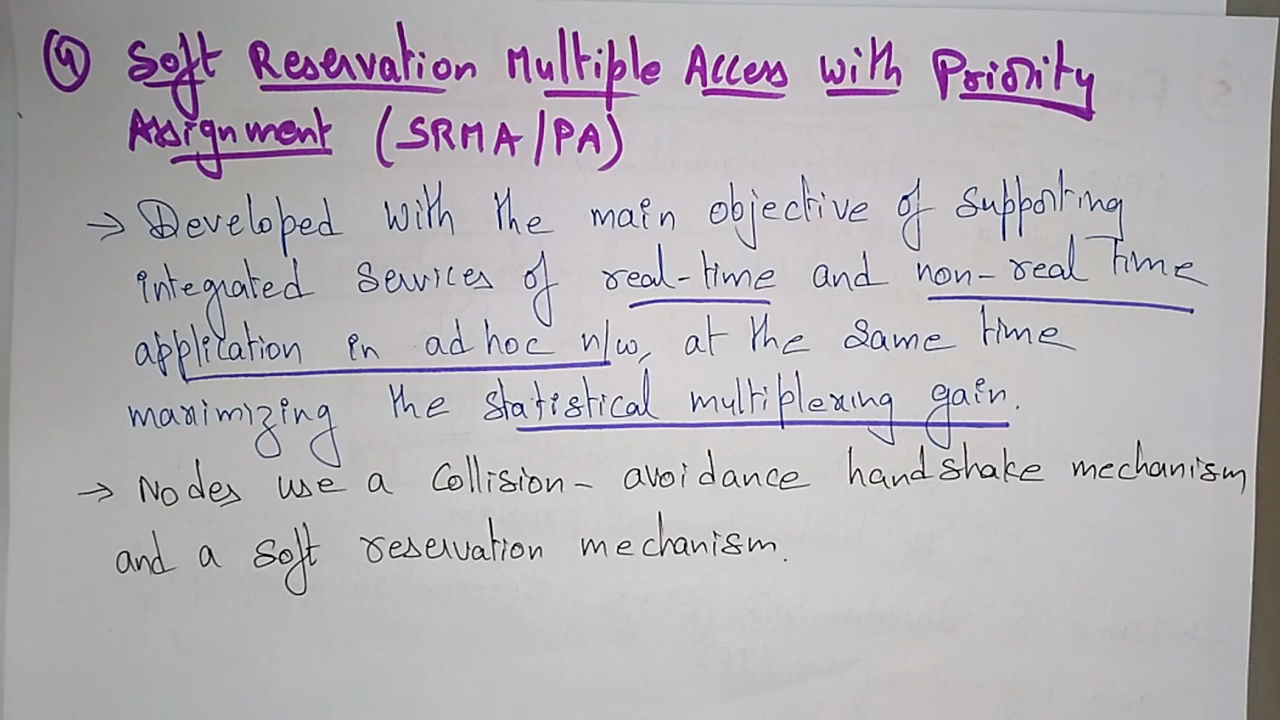 4 Soft Reservation Multiple Access with Priority
Assignment (SRMA/PA)
→ Developed with the main objective of supporting
integrated services of real-time and non-real time
application in ad hoc n/w, at the same time
maximizing the statistical multiplexing gain.
→ Nodes use a collision-avoidance handshake mechanism
and a soft reservation mechanism.